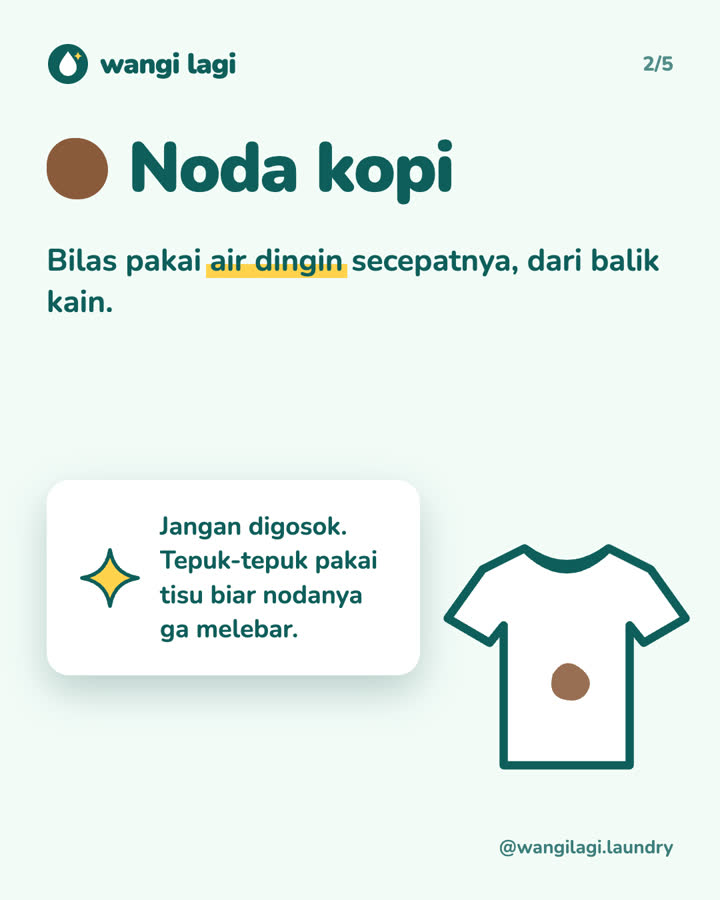 wangi lagi
2/5
Noda kopi
Bilas pakai air dingin secepatnya, dari balik
kain.
Jangan digosok.
Tepuk-tepuk pakai
tisu biar nodanya
ga melebar.
@wangilagi.laundry